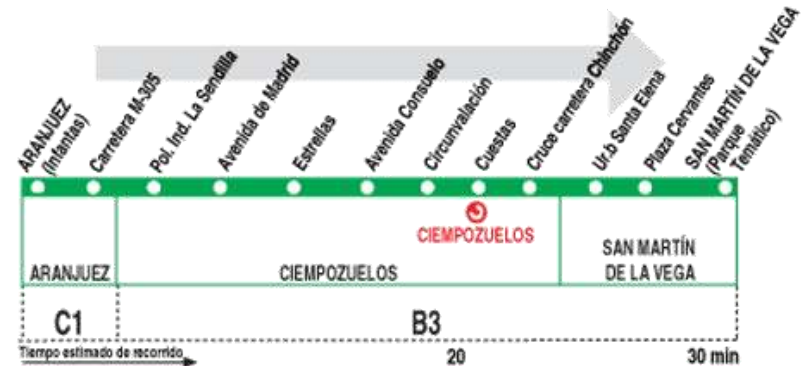 ARANJUEZ
(Infantas)
Carretera M-305
Pol. Ind. La Sendilla
Avenida de Madrid
Estrellas
Avenida Consuelo
Circunvalación
Cuestas
Cruce carretera Chinchón
Ur.b Santa Elena
Plaza Cervantes
SAN MARTÍN DE LA VEGA
(Parque
Temático)
CIEMPOZUELOS
ARANJUEZ
CIEMPOZUELOS
SAN MARTÍN
DE LA VEGA
C1
B3
Tiempo estimado de recorrido
20
30 min